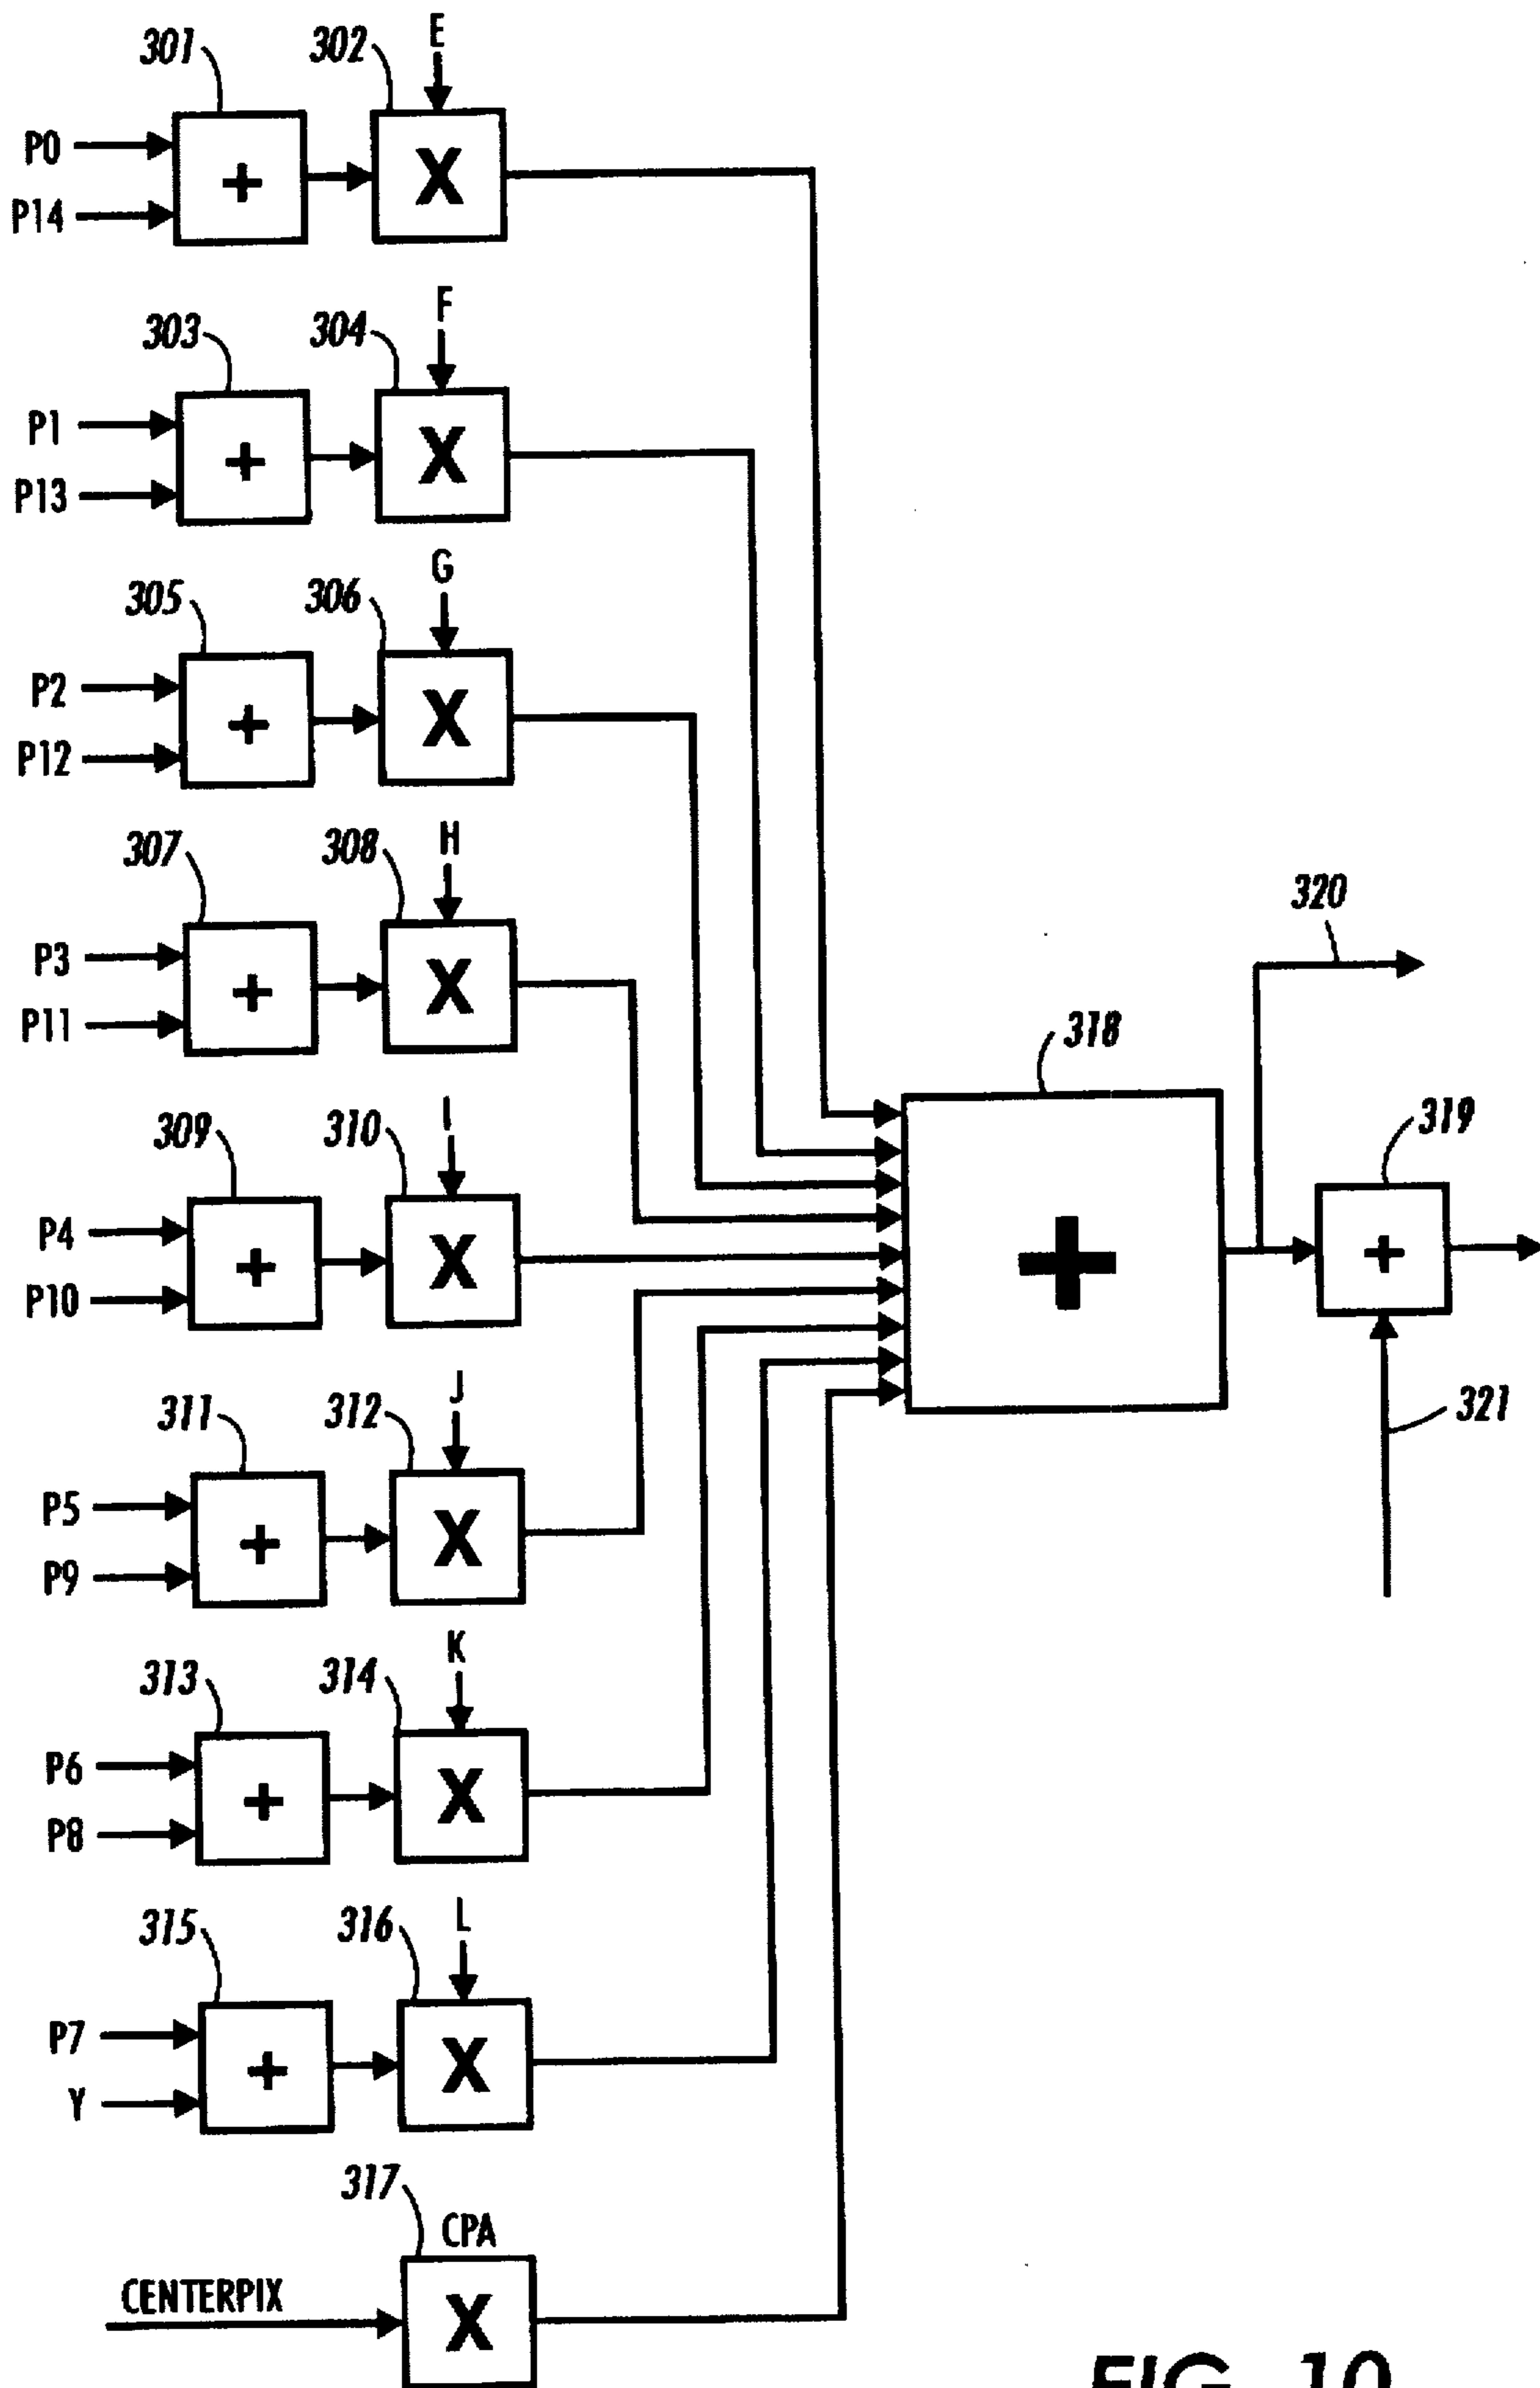 301 302 E
P0
+ X
P14
303 304 F
P1
+ X
P13
305 306 G
P2
+ X
P12
307 308 H
P3
+ X
P11
320
318
309 310 I
319
P4
+ X + +
P10
311 312 J
321
P5
+ X
P9
313 314 K
P6
+ X
P8
315 316 L
P7
+ X
Y
317 CPA
CENTERPIX
X
FIG. 10